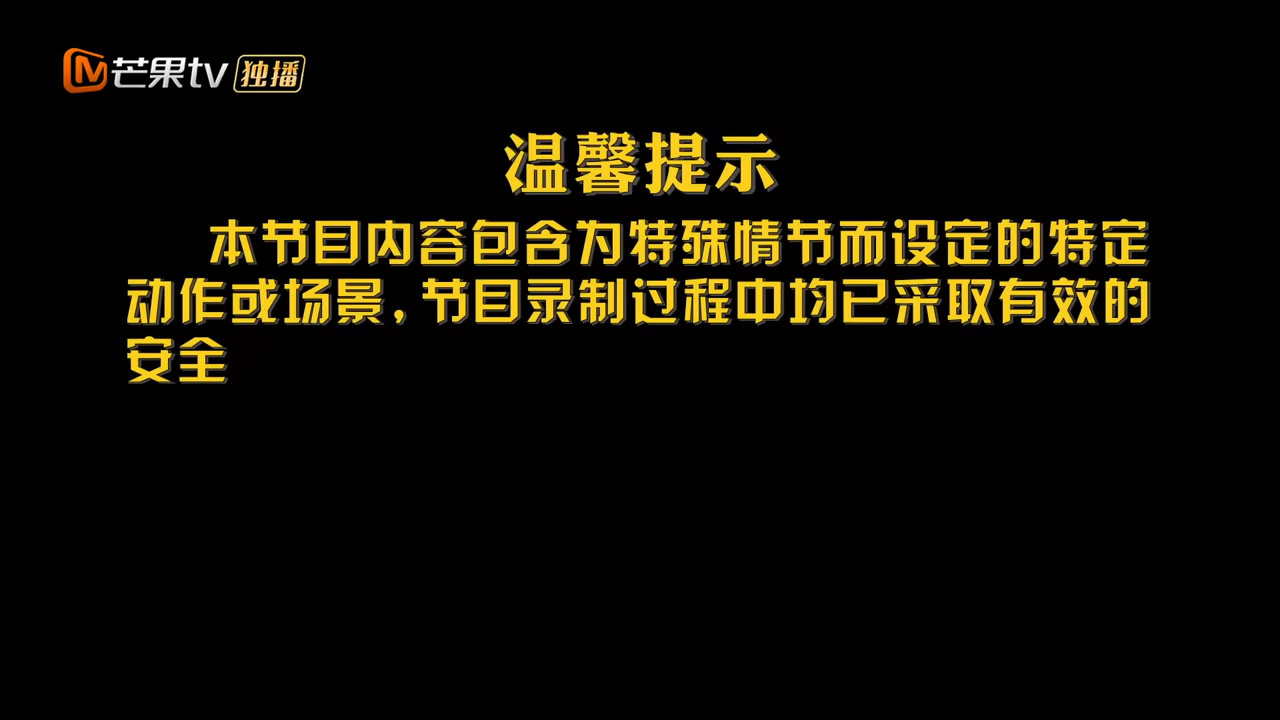 芒果tv 独播
温馨提示
本节目内容包含为特殊情节而设定的特定
动作或场景,节目录制过程中均已采取有效的
安全